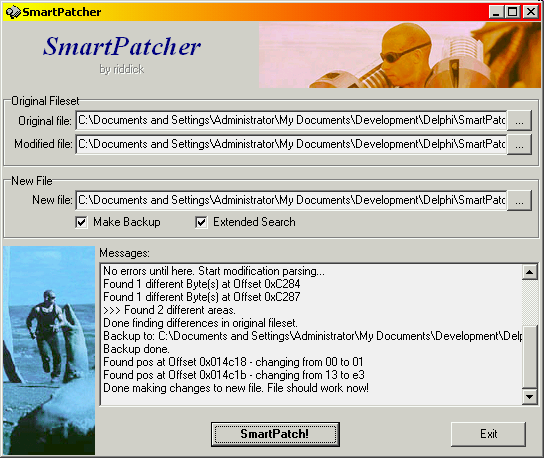 SmartPatcher
SmartPatcher
by riddick
Original Fileset
Original file: C:\Documents and Settings\Administrator\My Documents\Development\Delphi\SmartPatc ...
Modified file: C:\Documents and Settings\Administrator\My Documents\Development\Delphi\SmartPatc ...
New File
New file: C:\Documents and Settings\Administrator\My Documents\Development\Delphi\SmartPatc ...
Make Backup Extended Search
Messages:
No errors until here. Start modification parsing...
Found 1 different Byte(s) at Offset 0xC284
Found 1 different Byte(s) at Offset 0xC287
>>> Found 2 different areas.
Done finding differences in original fileset.
Backup to: C:\Documents and Settings\Administrator\My Documents\Development\Delp
Backup done.
Found pos at Offset 0x014c18 - changing from 00 to 01
Found pos at Offset 0x014c1b - changing from 13 to e3
Done making changes to new file. File should work now!
SmartPatch! Exit